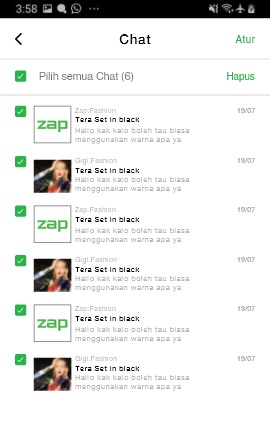 3:58
Chat
Atur
Pilih semua Chat (6)
Hapus
Zap.Fashion
19/07
zap
Tera Set in black
Hallo kak kalo boleh tau biasa
menggunakan warna apa ya
Gigi.Fashion
19/07
Tera Set in black
Hallo kak kalo boleh tau biasa
menggunakan warna apa ya
Zap.Fashion
19/07
zap
Tera Set in black
Hallo kak kalo boleh tau biasa
menggunakan warna apa ya
Gigi.Fashion
19/07
Tera Set in black
Hallo kak kalo boleh tau biasa
menggunakan warna apa ya
Zap.Fashion
19/07
zap
Tera Set in black
Hallo kak kalo boleh tau biasa
menggunakan warna apa ya
Gigi.Fashion
19/07
Tera Set in black
Hallo kak kalo boleh tau biasa
menggunakan warna apa ya